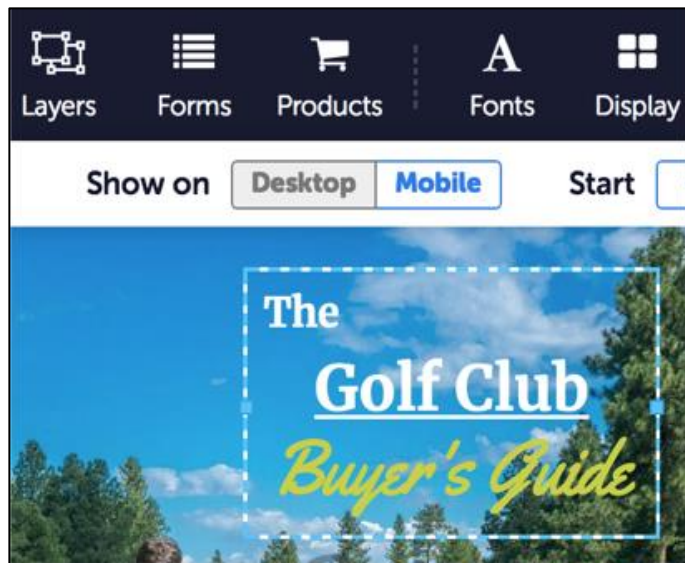 Layers Forms Products Fonts Display
Show on Desktop Mobile Start
The
Golf Club
Buyer's Guide